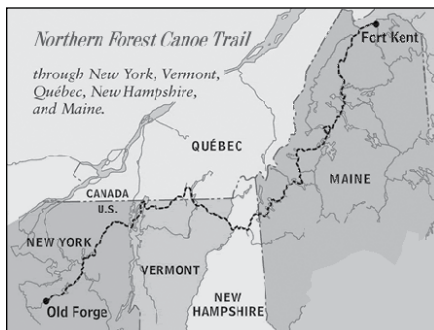 Northern Forest Canoe Trail
through New York, Vermont,
Québec, New Hampshire,
and Maine.
Fort Kent
QUÉBEC
MAINE
CANADA
U.S.
NEW YORK
VERMONT
NEW
HAMPSHIRE
Old Forge